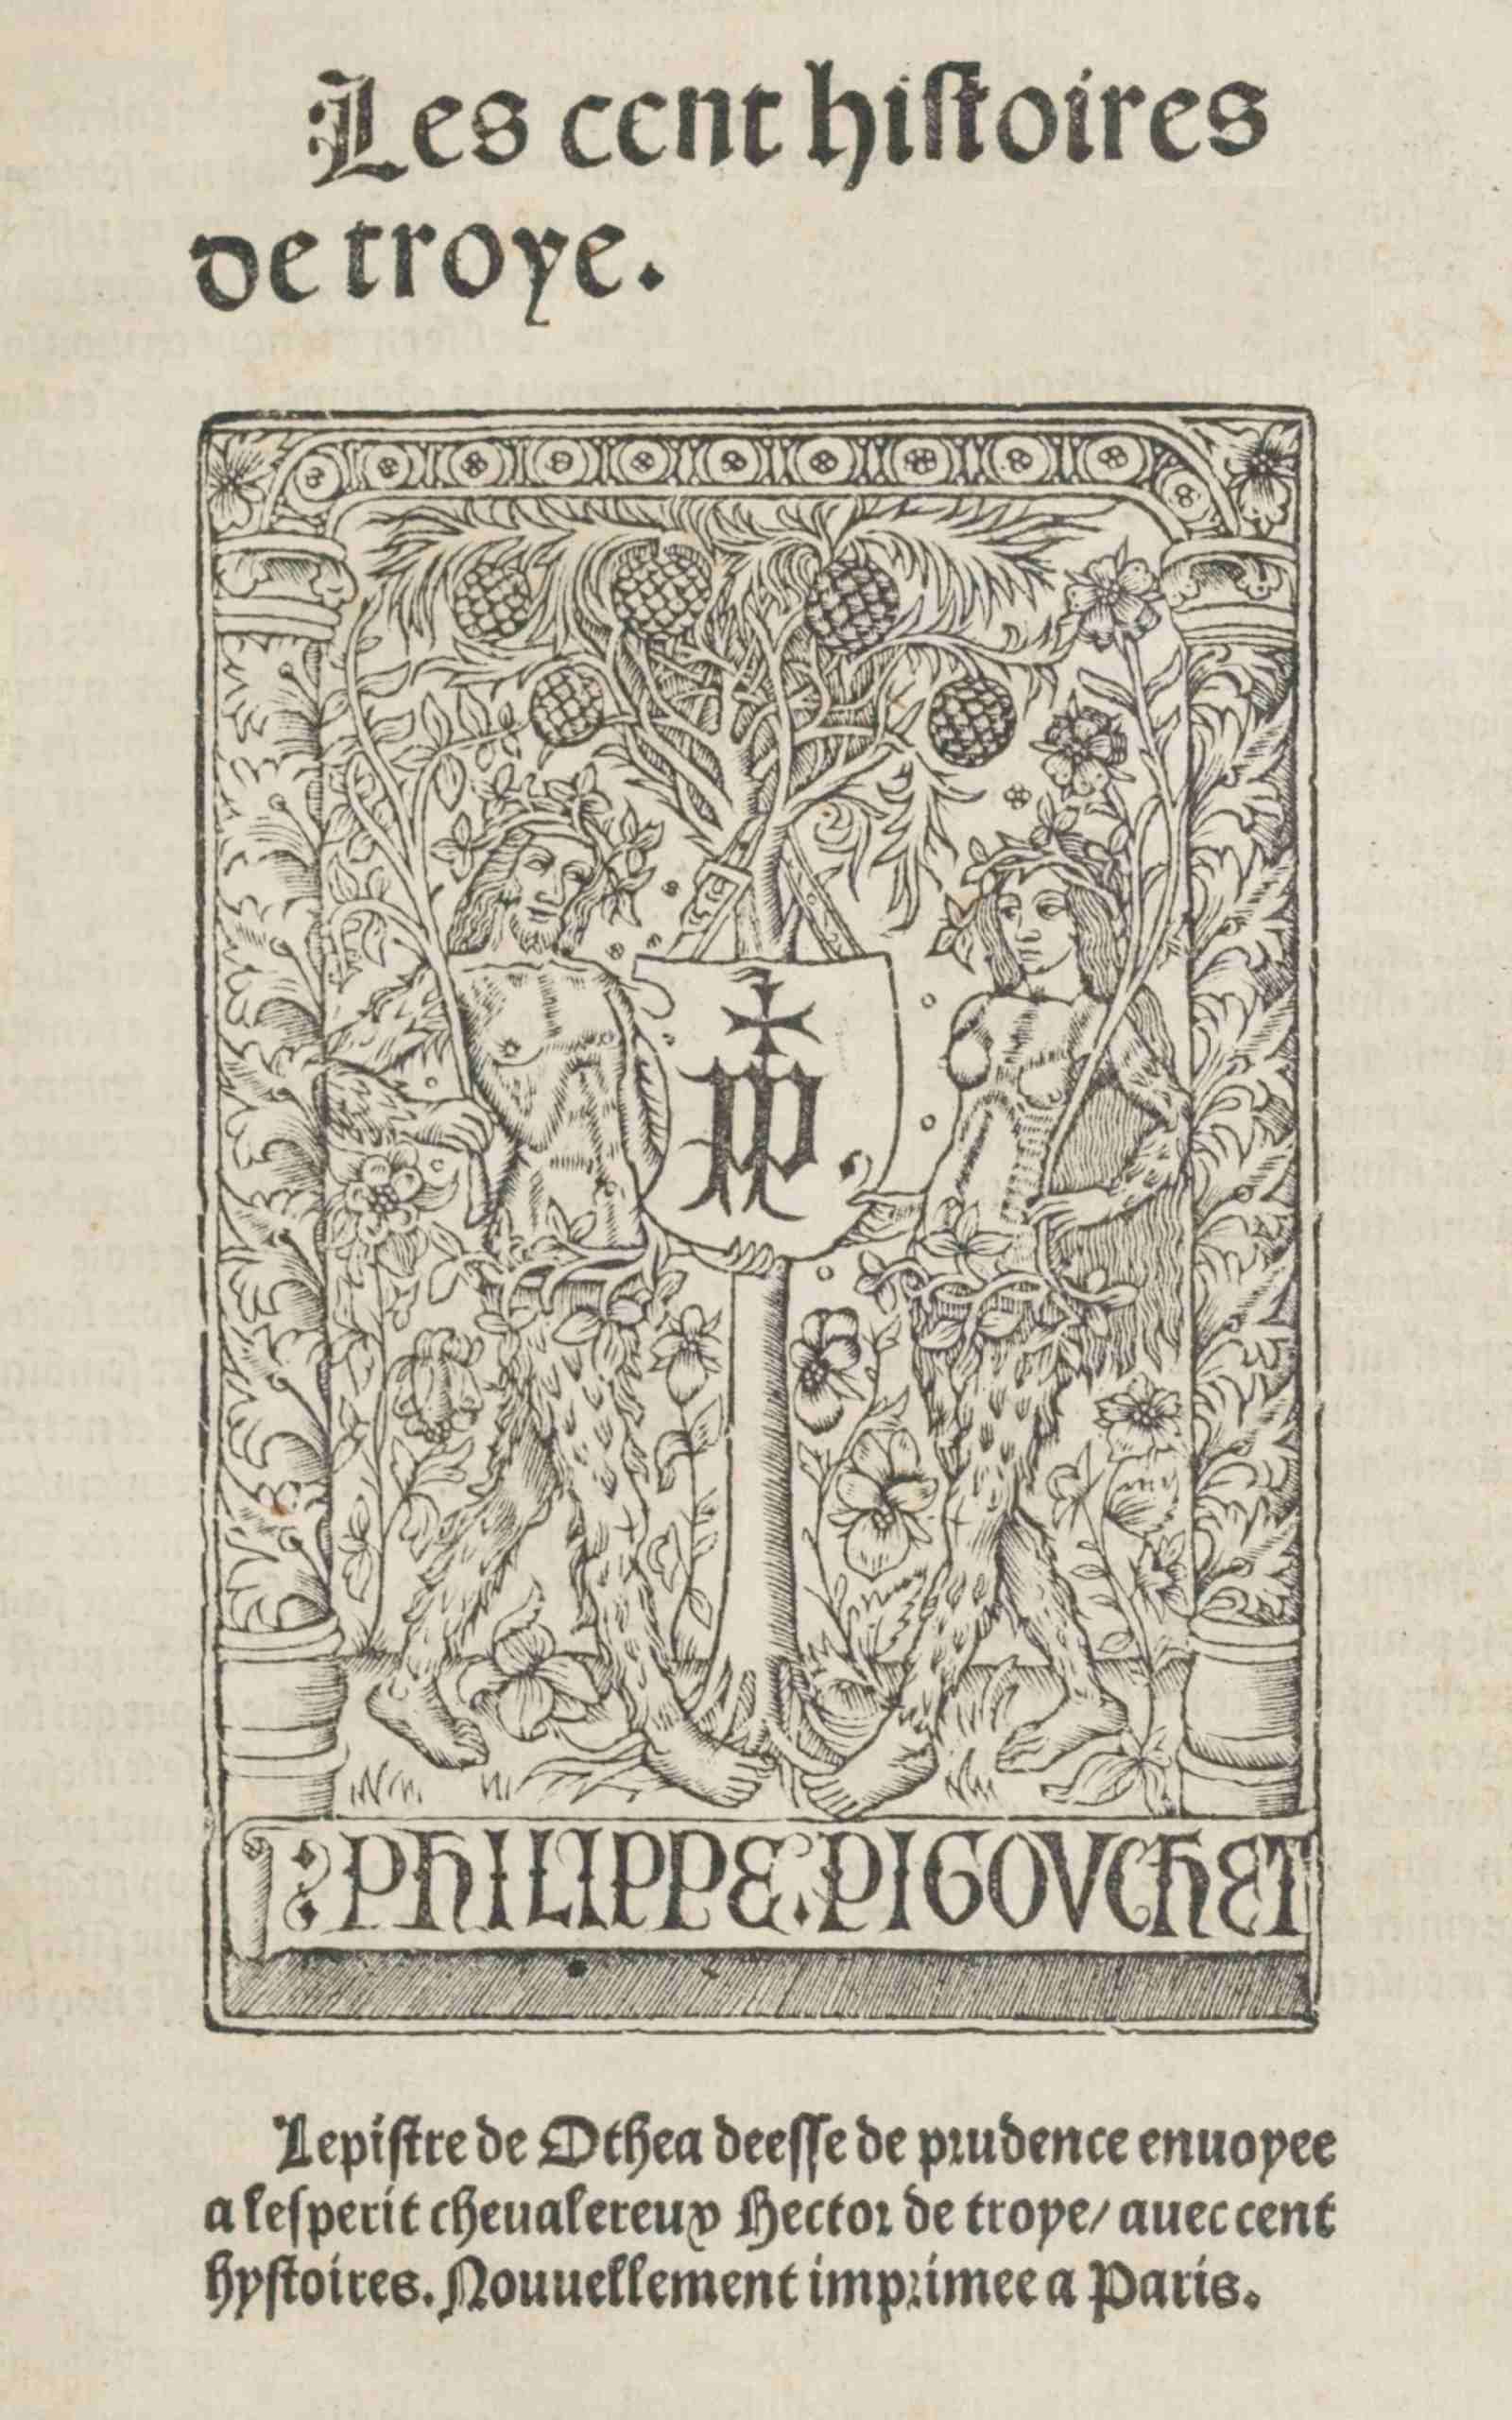 Les cent histoires
de troye.
PHILIPPE PIGOVCHET
Lepistre de Othea deesse de prudence enuoyee
a lesperit cheualereux Hector de troye/ auec cent
hystoires. Nouuellement imprimee a Paris.